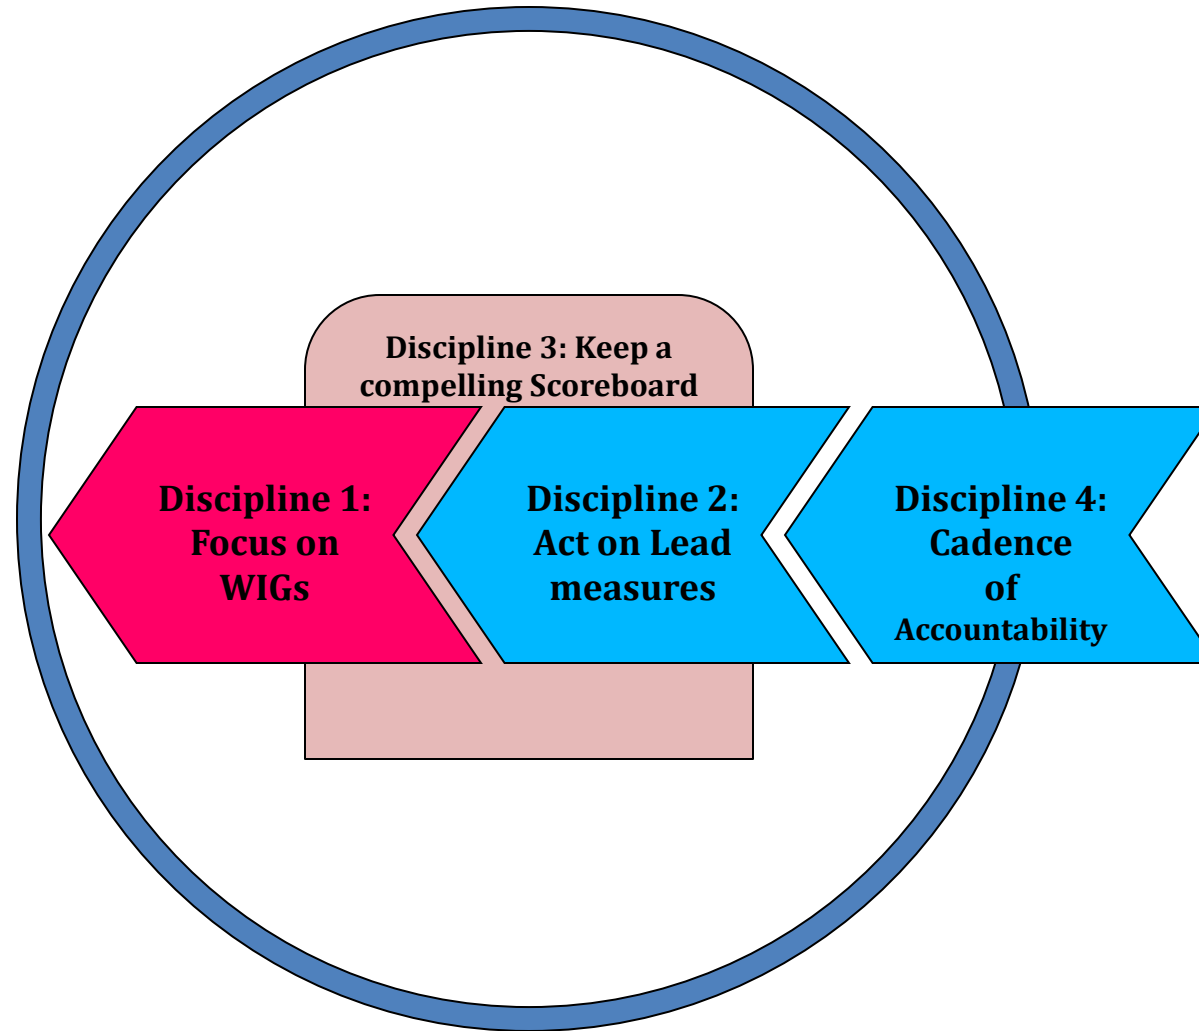 Discipline 3: Keep a
compelling Scoreboard
Discipline 1:
Focus on
WIGs
Discipline 2:
Act on Lead
measures
Discipline 4:
Cadence
of
Accountability